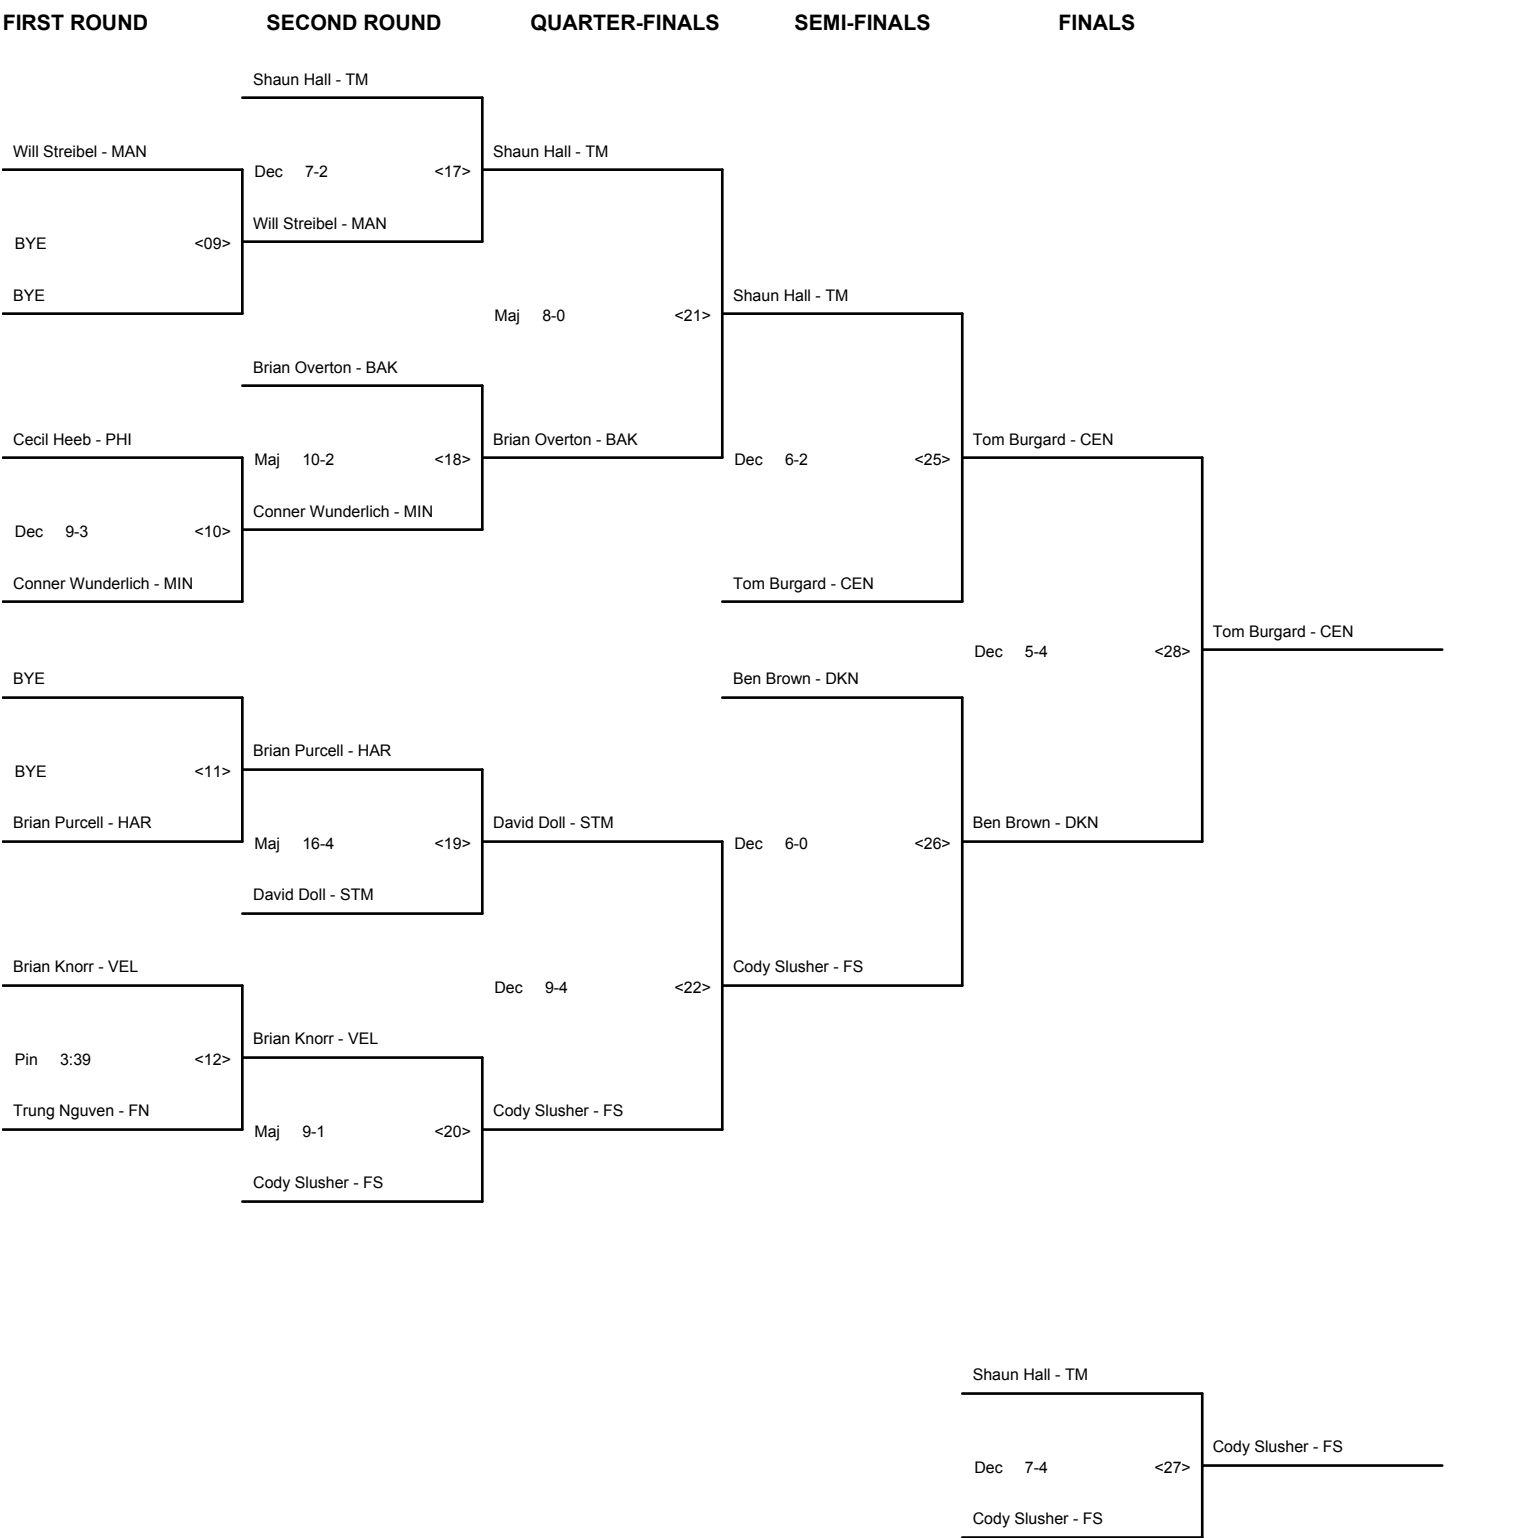 FIRST ROUND SECOND ROUND QUARTER-FINALS SEMI-FINALS FINALS
Shaun Hall - TM
Will Streibel - MAN Shaun Hall - TM
Dec 7-2 <17>
Will Streibel - MAN
BYE <09>
BYE Shaun Hall - TM
Maj 8-0 <21>
Brian Overton - BAK
Cecil Heeb - PHI Brian Overton - BAK Tom Burgard - CEN
Maj 10-2 <18> Dec 6-2 <25>
Conner Wunderlich - MIN
Dec 9-3 <10>
Conner Wunderlich - MIN Tom Burgard - CEN
Tom Burgard - CEN
Dec 5-4 <28>
BYE Ben Brown - DKN
Brian Purcell - HAR
BYE <11>
Brian Purcell - HAR David Doll - STM Ben Brown - DKN
Maj 16-4 <19> Dec 6-0 <26>
David Doll - STM
Brian Knorr - VEL Cody Slusher - FS
Dec 9-4 <22>
Brian Knorr - VEL
Pin 3:39 <12>
Trung Nguven - FN Cody Slusher - FS
Maj 9-1 <20>
Cody Slusher - FS
Shaun Hall - TM
Cody Slusher - FS
Dec 7-4 <27>
Cody Slusher - FS